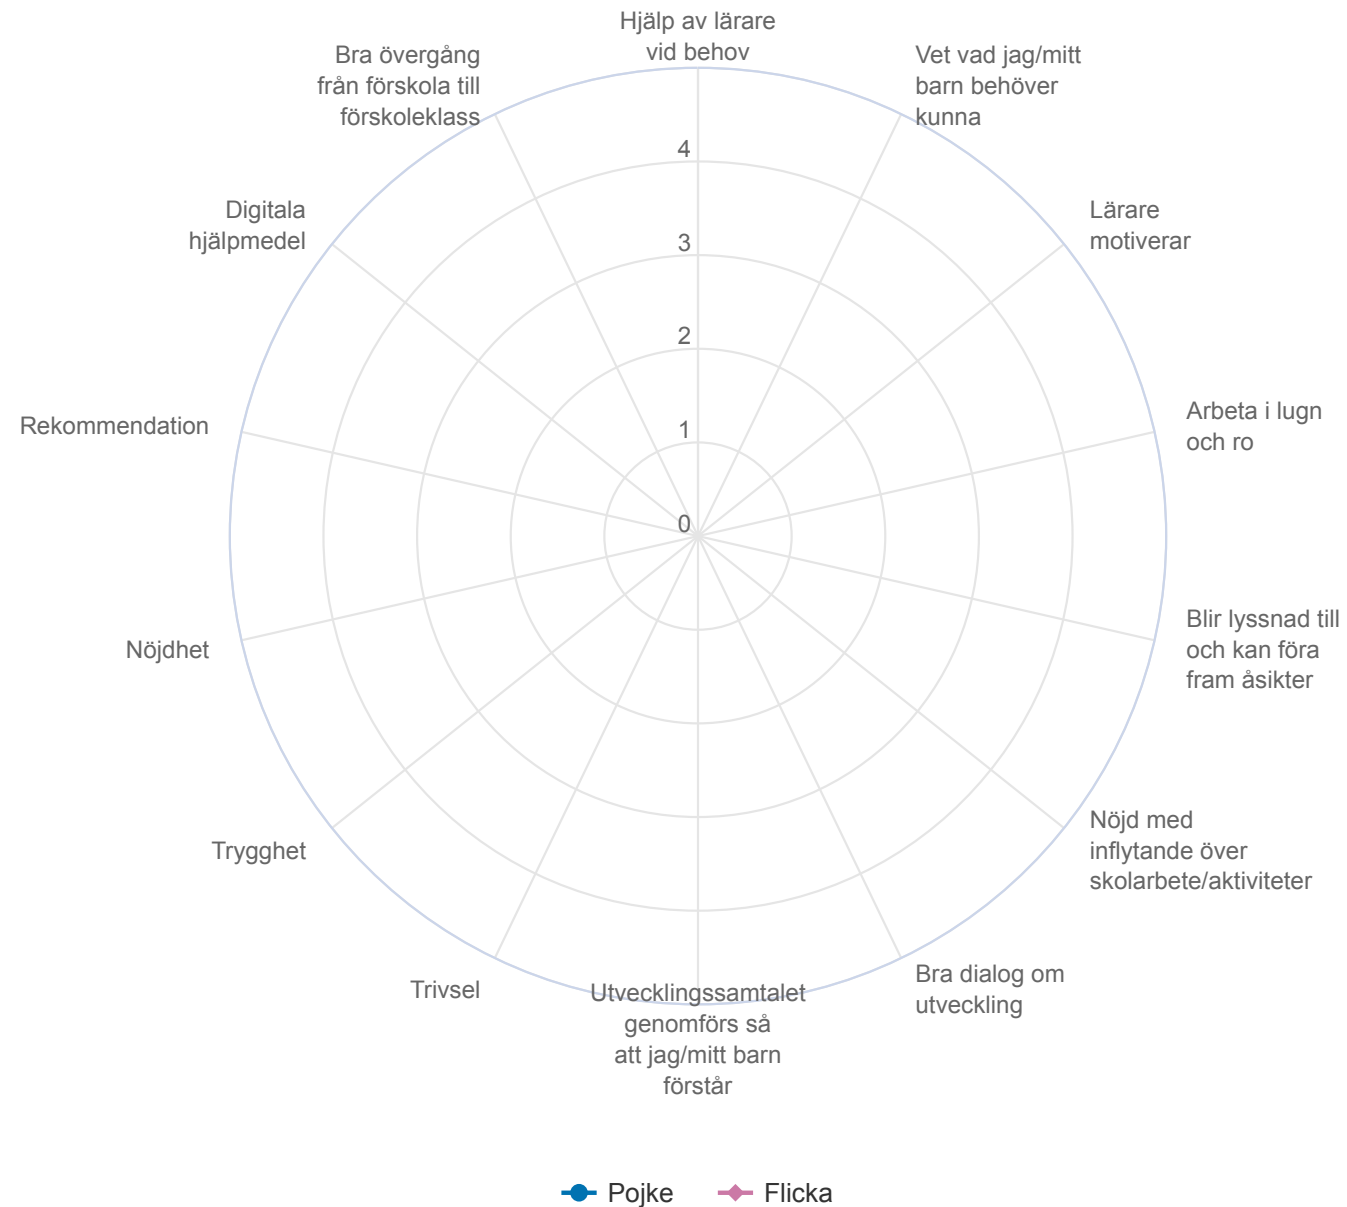 Hjälp av lärare
vid behov
Vet vad jag/mitt
barn behöver
kunna
Lärare
motiverar
Arbeta i lugn
och ro
Blir lyssnad till
och kan föra
fram åsikter
Nöjd med
inflytande över
skolarbete/aktiviteter
Bra dialog om
utveckling
Utvecklingssamtalet
genomförs så
att jag/mitt barn
förstår
Trivsel
Trygghet
Nöjdhet
Rekommendation
Digitala
hjälpmedel
Bra övergång
från förskola till
förskoleklass
4
3
2
1
0
Pojke
Flicka